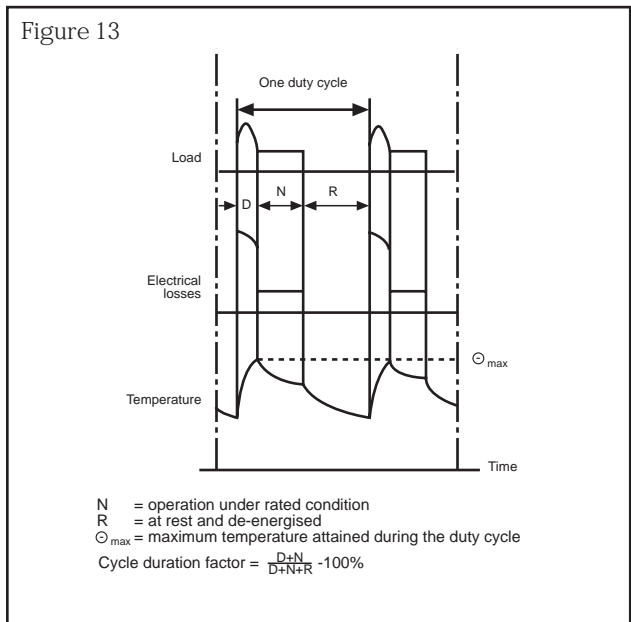 Figure 13
One duty cycle
Load
D N R
Electrical
losses
Θ max
Temperature
Time
N = operation under rated condition
R = at rest and de-energised
Θ max = maximum temperature attained during the duty cycle
Cycle duration factor = D+N / D+N+R -100%